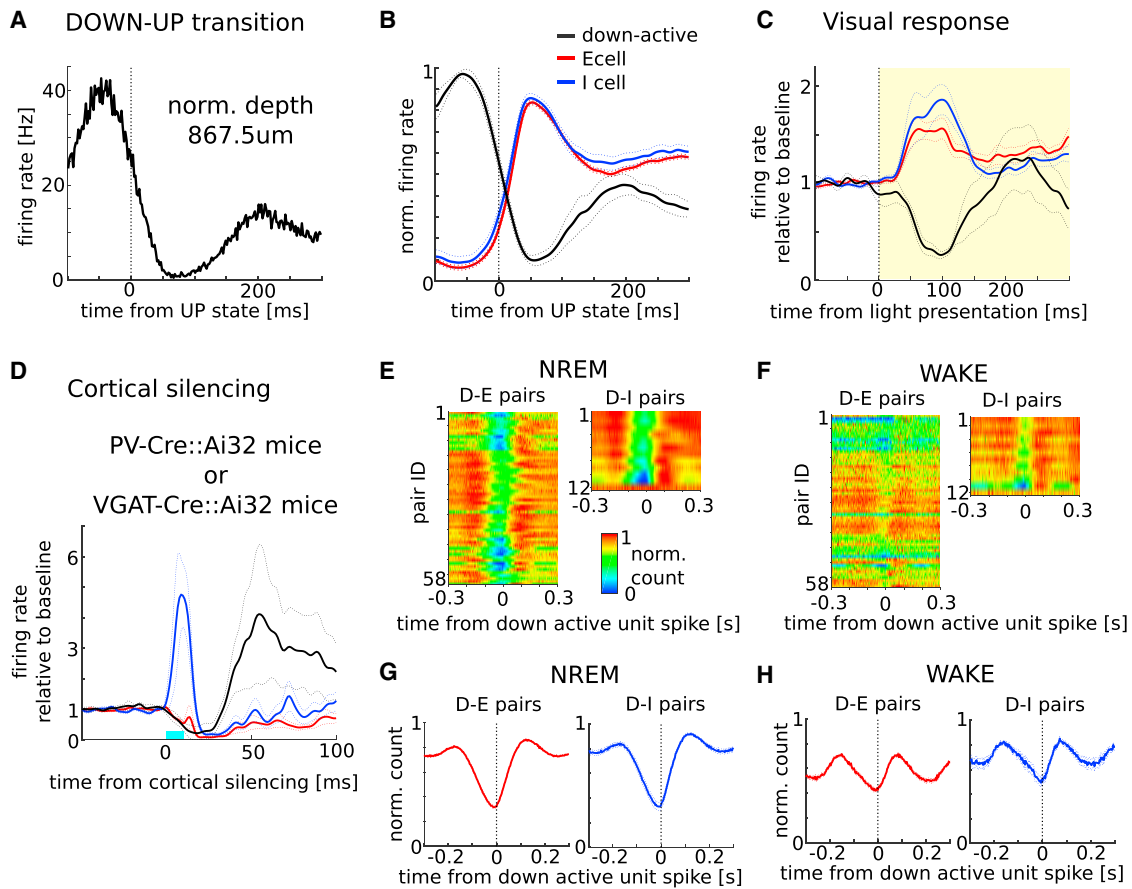 A DOWN-UP transition
firing rate [Hz]
40
20
0
norm. depth
867.5um
0 200
time from UP state [ms]
B
down-active
Ecell
I cell
norm. firing rate
1
0
0 200
time from UP state [ms]
C Visual response
firing rate
relative to baseline
2
1
0
0 100 200
time from light presentation [ms]
D Cortical silencing
PV-Cre::Ai32 mice
or
VGAT-Cre::Ai32 mice
firing rate
relative to baseline
6
3
1
0
0 50 100
time from cortical silencing [ms]
E NREM
D-E pairs D-I pairs
pair ID
1
58
-0.3 0 0.3
1
12
-0.3 0 0.3
1
norm.
count
0
time from down active unit spike [s]
F WAKE
D-E pairs D-I pairs
pair ID
1
58
-0.3 0 0.3
1
12
-0.3 0 0.3
time from down active unit spike [s]
G NREM
D-E pairs D-I pairs
norm. count
1
0
-0.2 0 0.2
1
0
-0.2 0 0.2
time from down active unit spike [s]
H WAKE
D-E pairs D-I pairs
norm. count
1
0
-0.2 0 0.2
1
0
-0.2 0 0.2
time from down active unit spike [s]